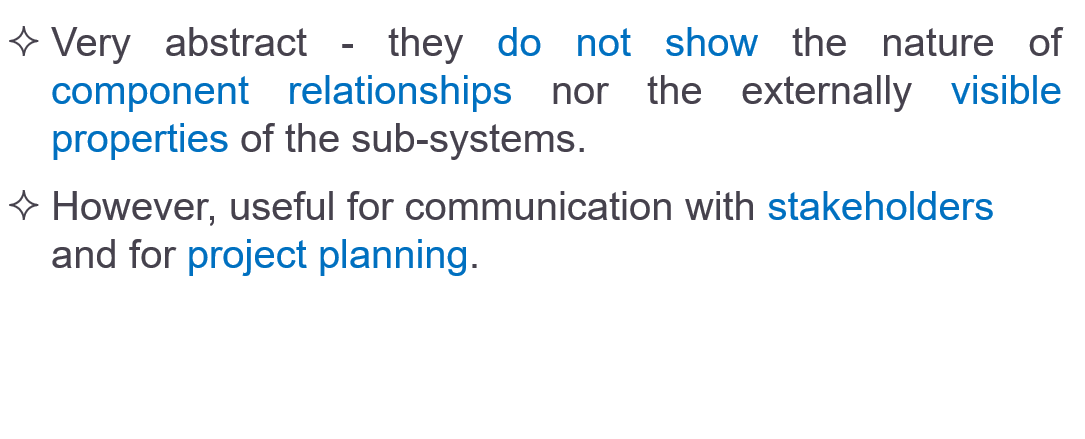 ✧ Very abstract - they do not show the nature of
component relationships nor the externally visible
properties of the sub-systems.
✧ However, useful for communication with stakeholders
and for project planning.